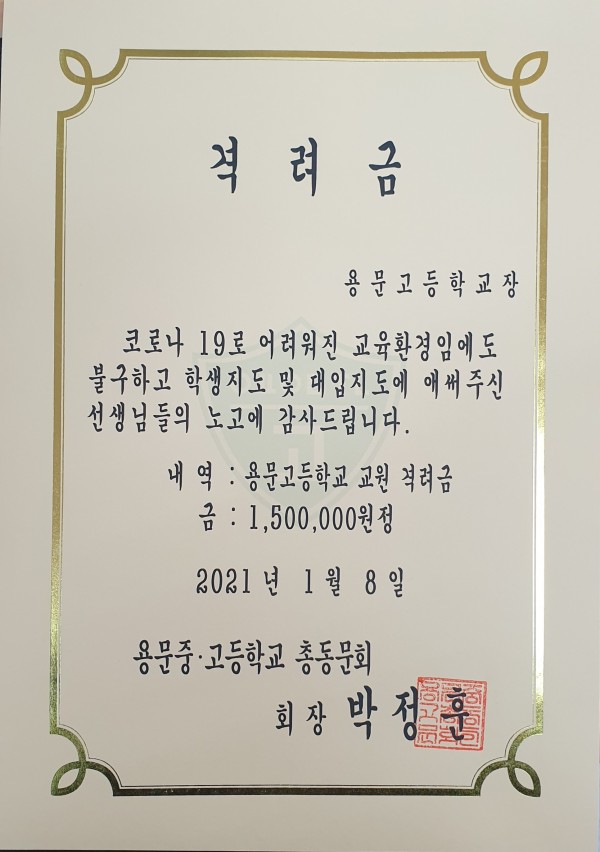 격 려 금
용 문 고 등 학 교 장
코로나 19로 어려워진 교육환경임에도
불구하고 학생지도 및 대입지도에 애써주신
선생님들의 노고에 감사드립니다.
내 역 : 용문고등학교 교원 격려금
금 : 1,500,000원정
2021 년 1 월 8 일
용문중·고등학교 총동문회
회 장 박 정 훈